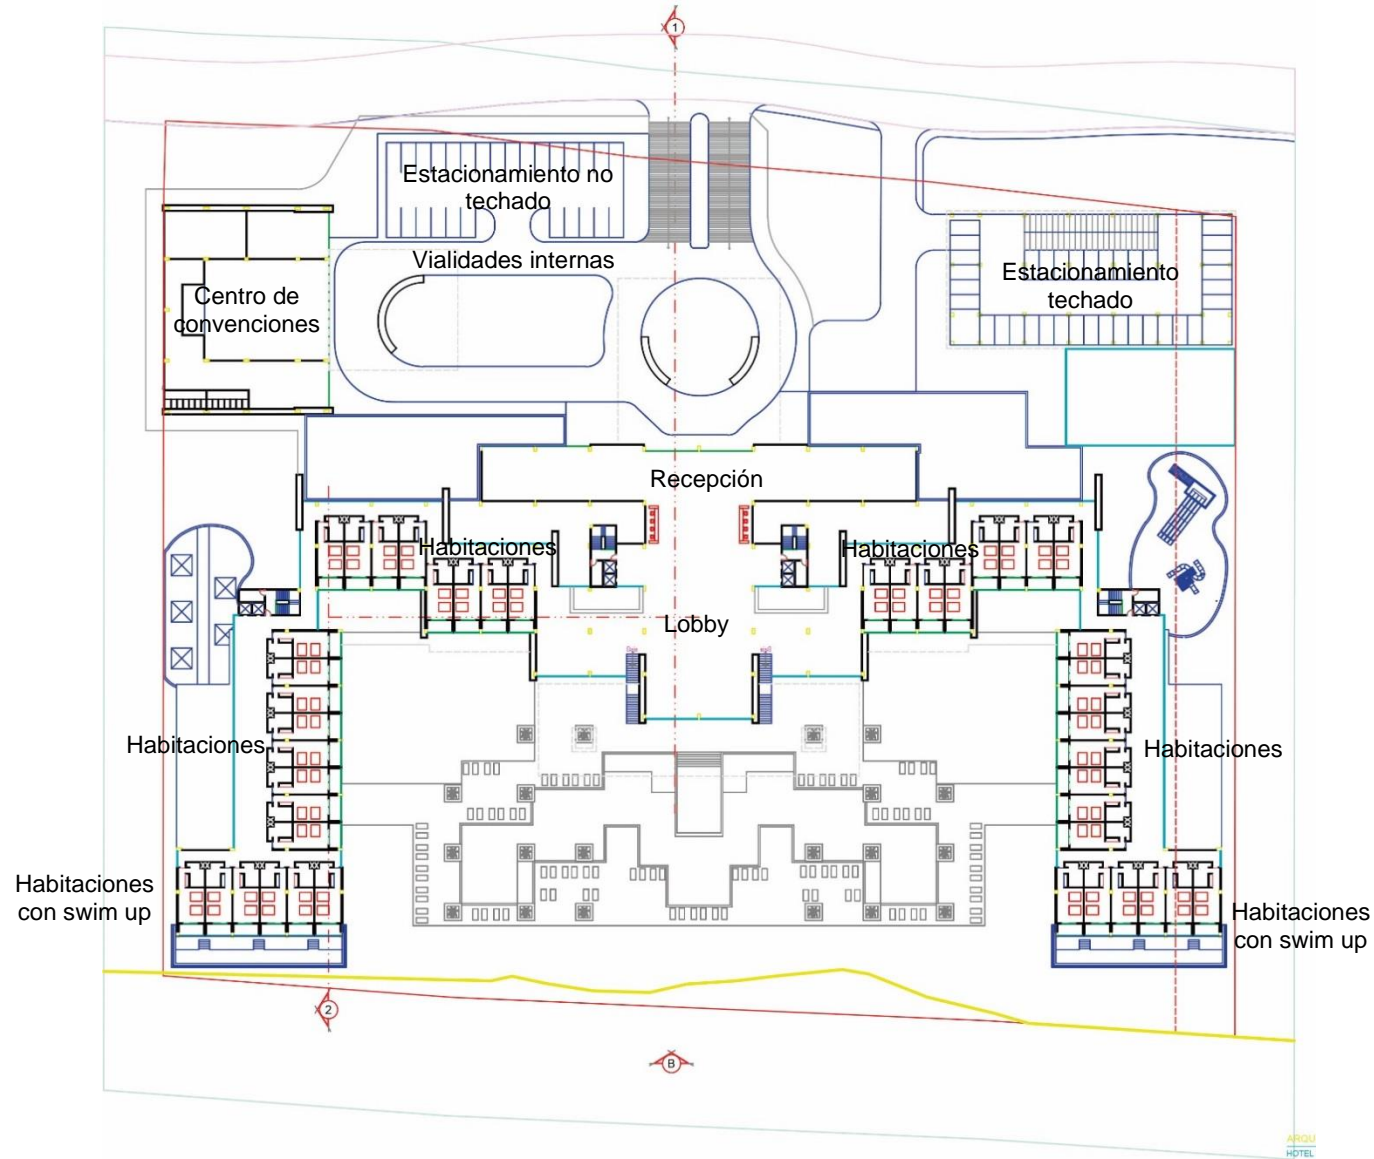 1
Estacionamiento no
techado
Vialidades internas
Estacionamiento
techado
Centro de
convenciones
Recepción
Habitaciones
Habitaciones
Lobby
Habitaciones
Habitaciones
Habitaciones
con swim up
Habitaciones
con swim up
2
B
ARQU
HOTEL